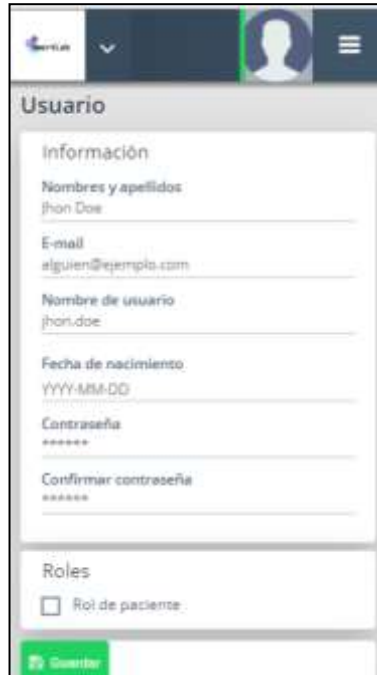 Usuario
Información
Nombres y apellidos
Jhon Doe
E-mail
alguien@ejemplo.com
Nombre de usuario
jhon.doe
Fecha de nacimiento
YYYY-MM-DD
Contraseña
******
Confirmar contraseña
******
Roles
Rol de paciente
Guardar